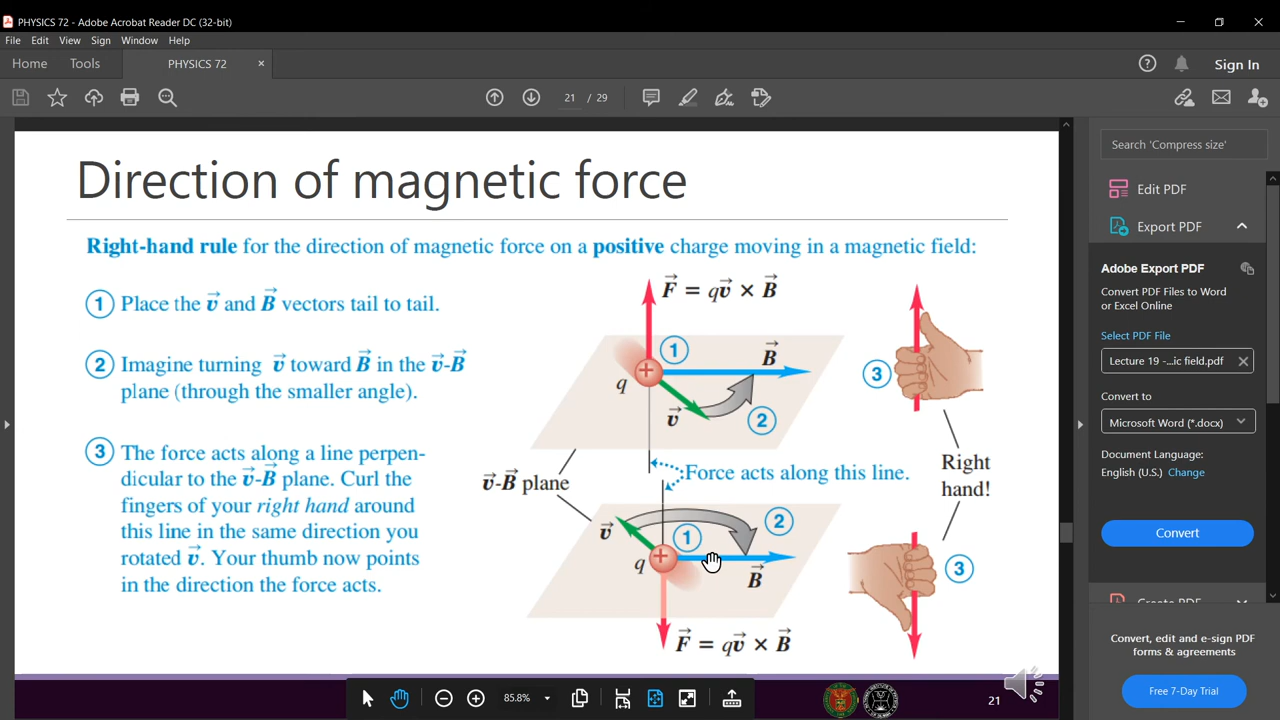 PHYSICS 72 - Adobe Acrobat Reader DC (32-bit)
File Edit View Sign Window Help
Home Tools PHYSICS 72 × Sign In
21 / 29
Direction of magnetic force
Right-hand rule for the direction of magnetic force on a positive charge moving in a magnetic field:
1 Place the v⃗ and B⃗ vectors tail to tail.
2 Imagine turning v⃗ toward B⃗ in the v⃗-B⃗
plane (through the smaller angle).
3 The force acts along a line perpen-
dicular to the v⃗-B⃗ plane. Curl the
fingers of your right hand around
this line in the same direction you
rotated v⃗. Your thumb now points
in the direction the force acts.
F⃗ = qv⃗ × B⃗
1
B⃗
+
q
v⃗
2
3
v⃗-B⃗ plane
Force acts along this line.
Right
hand!
v⃗
1
2
+
q
B⃗
3
F⃗ = qv⃗ × B⃗
21
85.8%
Search 'Compress size'
Edit PDF
Export PDF
Adobe Export PDF
Convert PDF Files to Word
or Excel Online
Select PDF File
Lecture 19 -...ic field.pdf
Convert to
Microsoft Word (*.docx)
Document Language:
English (U.S.) Change
Convert
Convert, edit and e-sign PDF
forms & agreements
Free 7-Day Trial